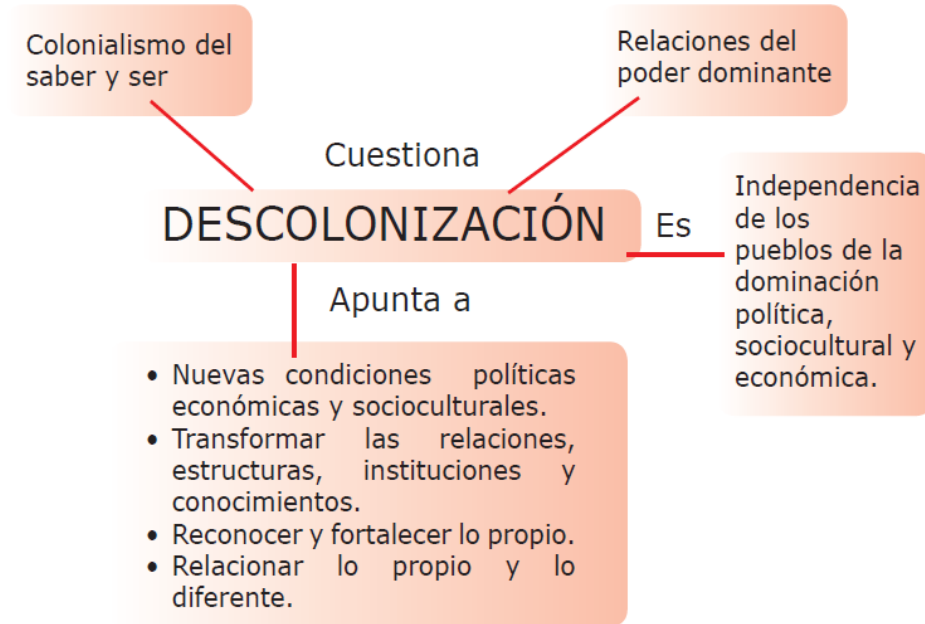 Colonialismo del
saber y ser
Relaciones del
poder dominante
Cuestiona
DESCOLONIZACIÓN
Es
Independencia
de los
pueblos de la
dominación
política,
sociocultural y
económica.
Apunta a
• Nuevas condiciones políticas
económicas y socioculturales.
• Transformar las relaciones,
estructuras, instituciones y
conocimientos.
• Reconocer y fortalecer lo propio.
• Relacionar lo propio y lo
diferente.